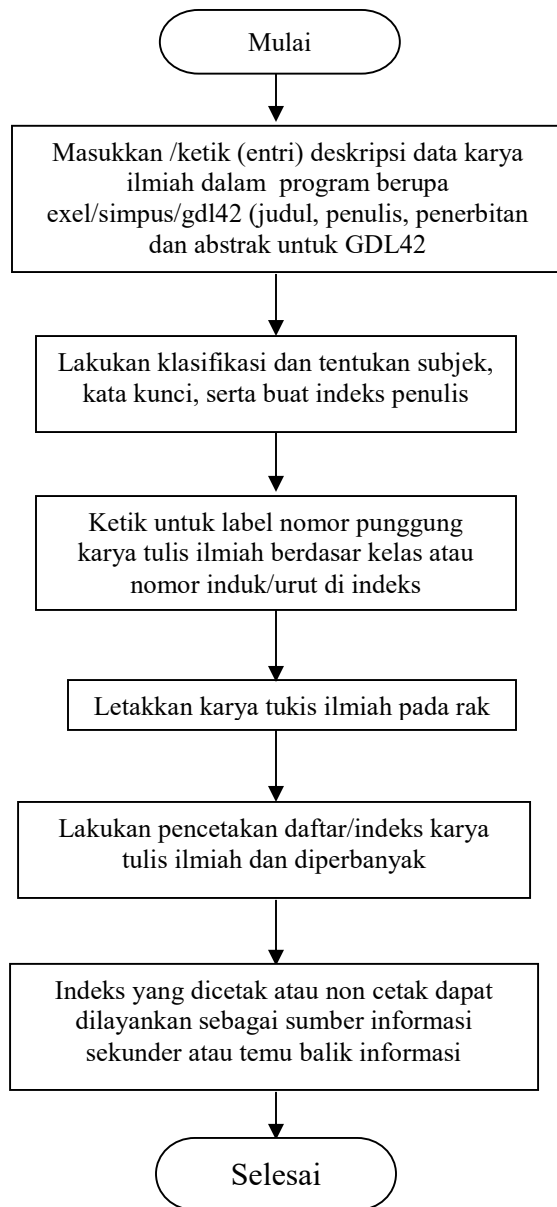 Mulai
Masukkan /ketik (entri) deskripsi data karya
ilmiah dalam program berupa
exel/simpus/gdl42 (judul, penulis, penerbitan
dan abstrak untuk GDL42
Lakukan klasifikasi dan tentukan subjek,
kata kunci, serta buat indeks penulis
Ketik untuk label nomor punggung
karya tulis ilmiah berdasar kelas atau
nomor induk/urut di indeks
Letakkan karya tukis ilmiah pada rak
Lakukan pencetakan daftar/indeks karya
tulis ilmiah dan diperbanyak
Indeks yang dicetak atau non cetak dapat
dilayankan sebagai sumber informasi
sekunder atau temu balik informasi
Selesai